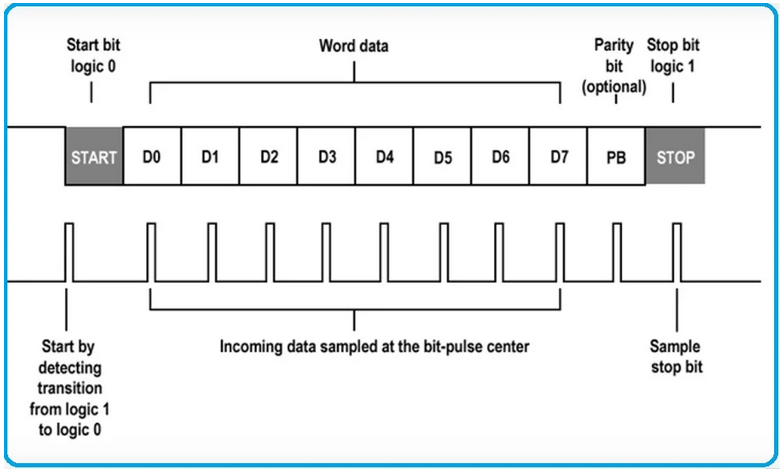 Start bit
logic 0
Word data
Parity
bit
(optional)
Stop bit
logic 1
START D0 D1 D2 D3 D4 D5 D6 D7 PB STOP
Start by
detecting
transition
from logic 1
to logic 0
Incoming data sampled at the bit-pulse center
Sample
stop bit